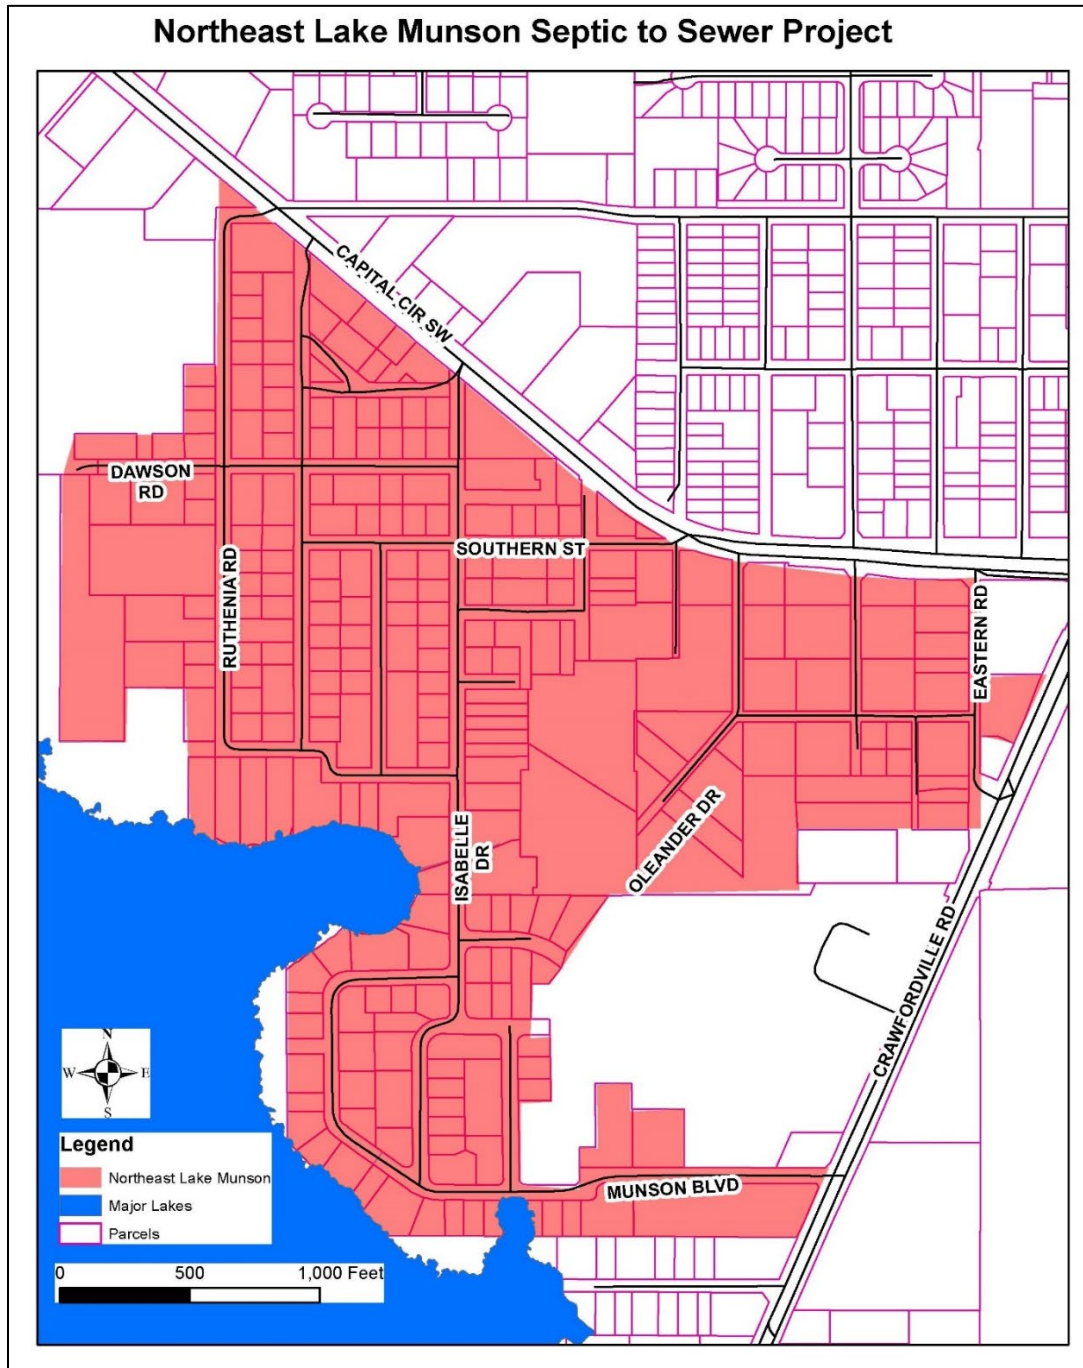 Northeast Lake Munson Septic to Sewer Project
CAPITAL CIR SW
DAWSON
RD
SOUTHERN ST
RUTHENIA RD
EASTERN RD
ISABELLE
DR
OLEANDER DR
CRAWFORDVILLE RD
MUNSON BLVD
N
W E
S
Legend
Northeast Lake Munson
Major Lakes
Parcels
0 500 1,000 Feet